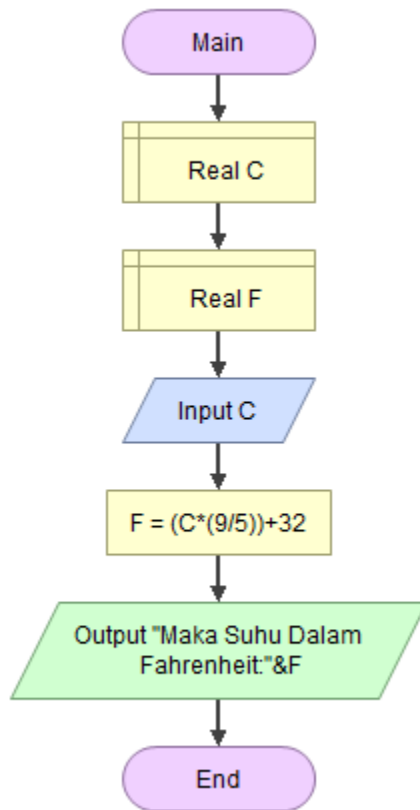 Main
Real C
Real F
Input C
F = (C*(9/5))+32
Output "Maka Suhu Dalam
Fahrenheit:"&F
End